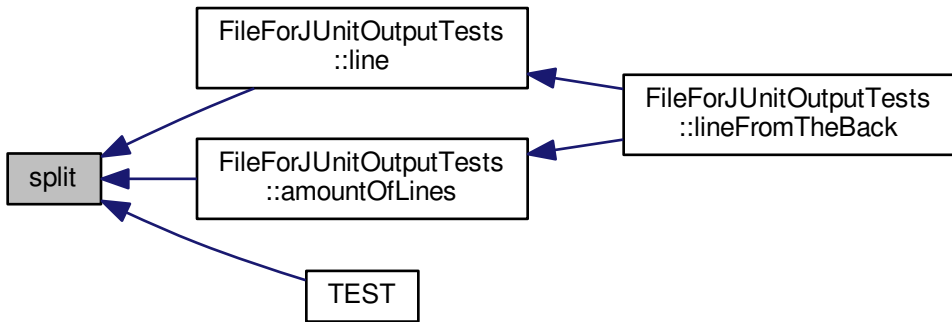 FileForJUnitOutputTests
::line
FileForJUnitOutputTests
::lineFromTheBack
split
FileForJUnitOutputTests
::amountOfLines
TEST